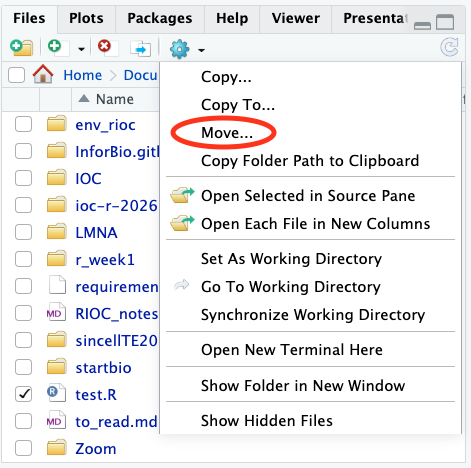 Files Plots Packages Help Viewer Presenta
Home Docu
Name
env_rioc
InforBio.gitl
IOC
ioc-r-2026
LMNA
r_week1
requiremen
MD RIOC_notes
sincellTE20
startbio
R test.R
MD to_read.md
Zoom
Copy...
Copy To...
Move...
Copy Folder Path to Clipboard
Open Selected in Source Pane
Open Each File in New Columns
Set As Working Directory
Go To Working Directory
Synchronize Working Directory
Open New Terminal Here
Show Folder in New Window
Show Hidden Files